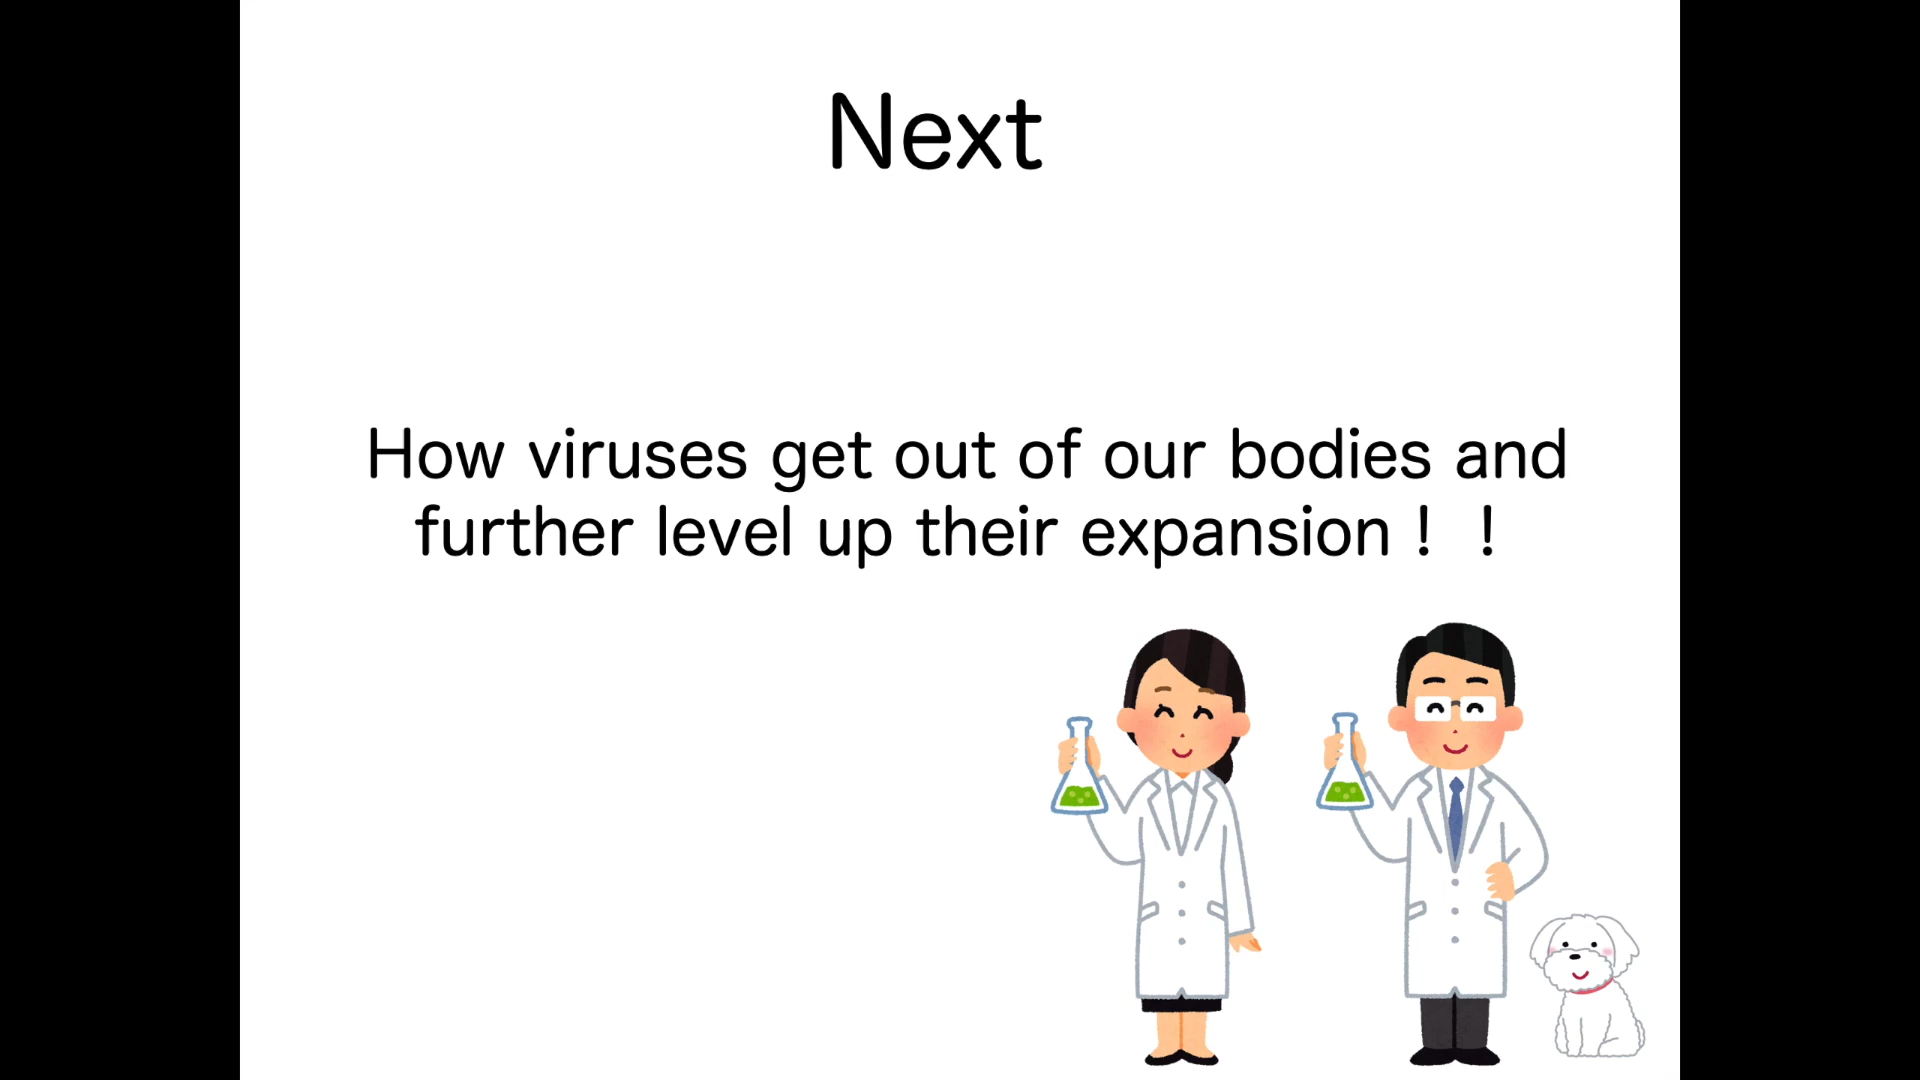 Next
How viruses get out of our bodies and
further level up their expansion！！